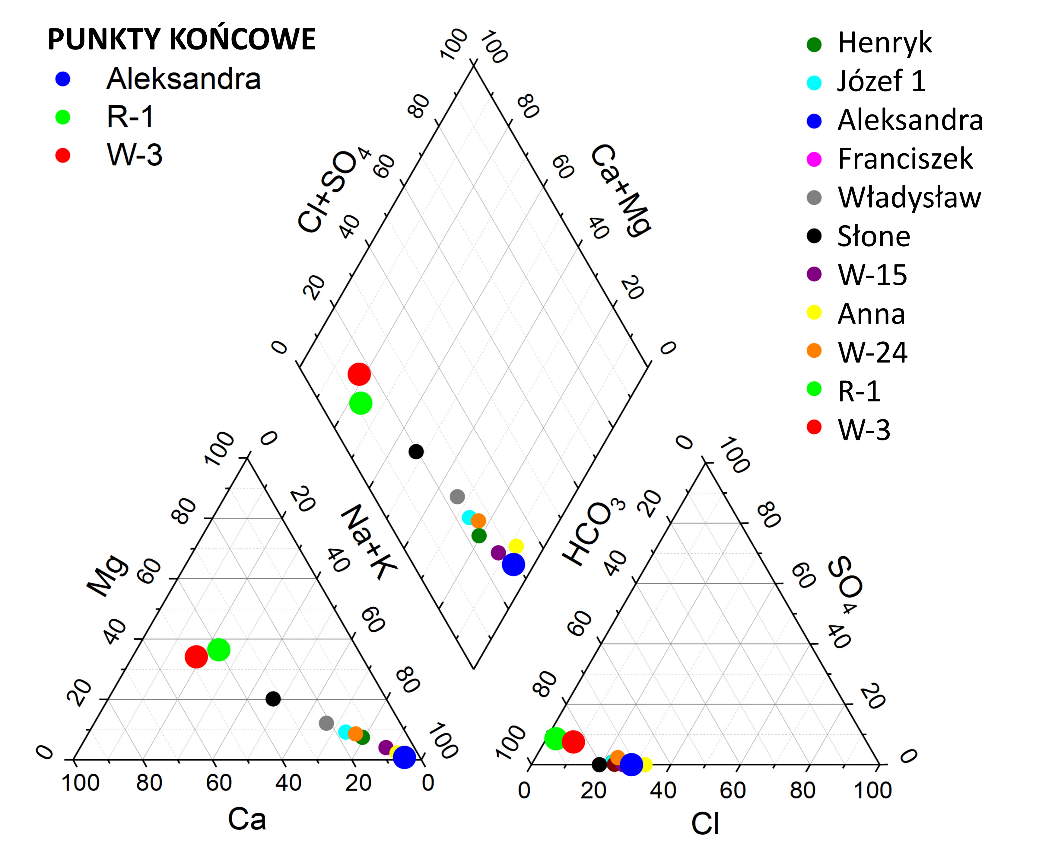 PUNKTY KOŃCOWE
Aleksandra
R-1
W-3
Henryk
Józef 1
Aleksandra
Franciszek
Władysław
Słone
W-15
Anna
W-24
R-1
W-3
100 100
80 80
Cl+SO4 60 60 Ca+Mg
40 40
20 20
0 0
100 0
80 20
Mg 60 40 Na+K
40 60
20 80
0 100
100 80 60 40 20 0
Ca
0 100
20 80
HCO3 40 60 SO4
60 40
80 20
100 0
0 20 40 60 80 100
Cl